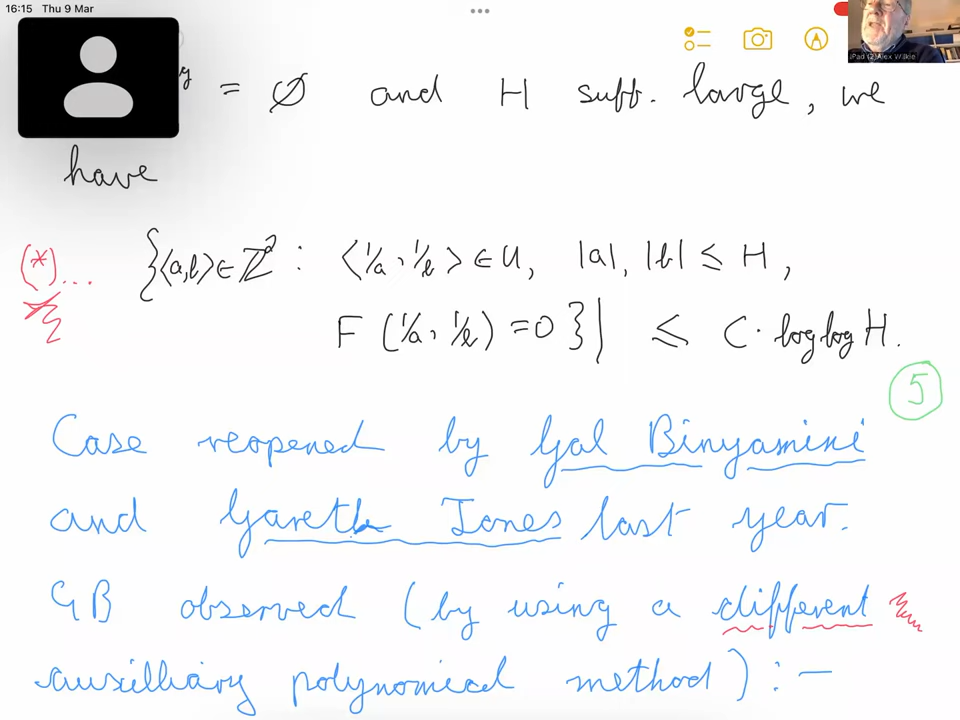 16:15 Thu 9 Mar
iPad (2) Alex Wilkie
= ∅ and H suff. large, we
have
(*)... {<a,b>∈ℤ² : <1/a, 1/b> ∈ U, |a|, |b| ≤ H,
F(1/a, 1/b) = 0}| ≤ C · log log H.
5
Case reopened by Gal Binyamini
and Gareth Jones last year.
GB observed (by using a different
auxilliary polynomial method) : —